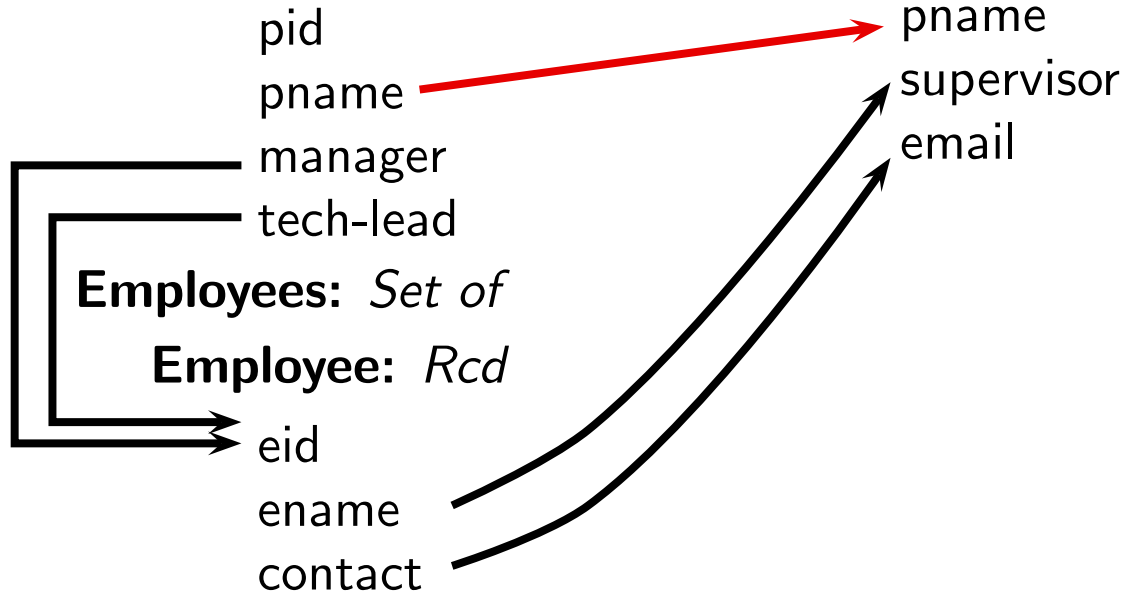 pid
pname
manager
tech-lead
Employees: Set of
Employee: Rcd
eid
ename
contact
pname
supervisor
email